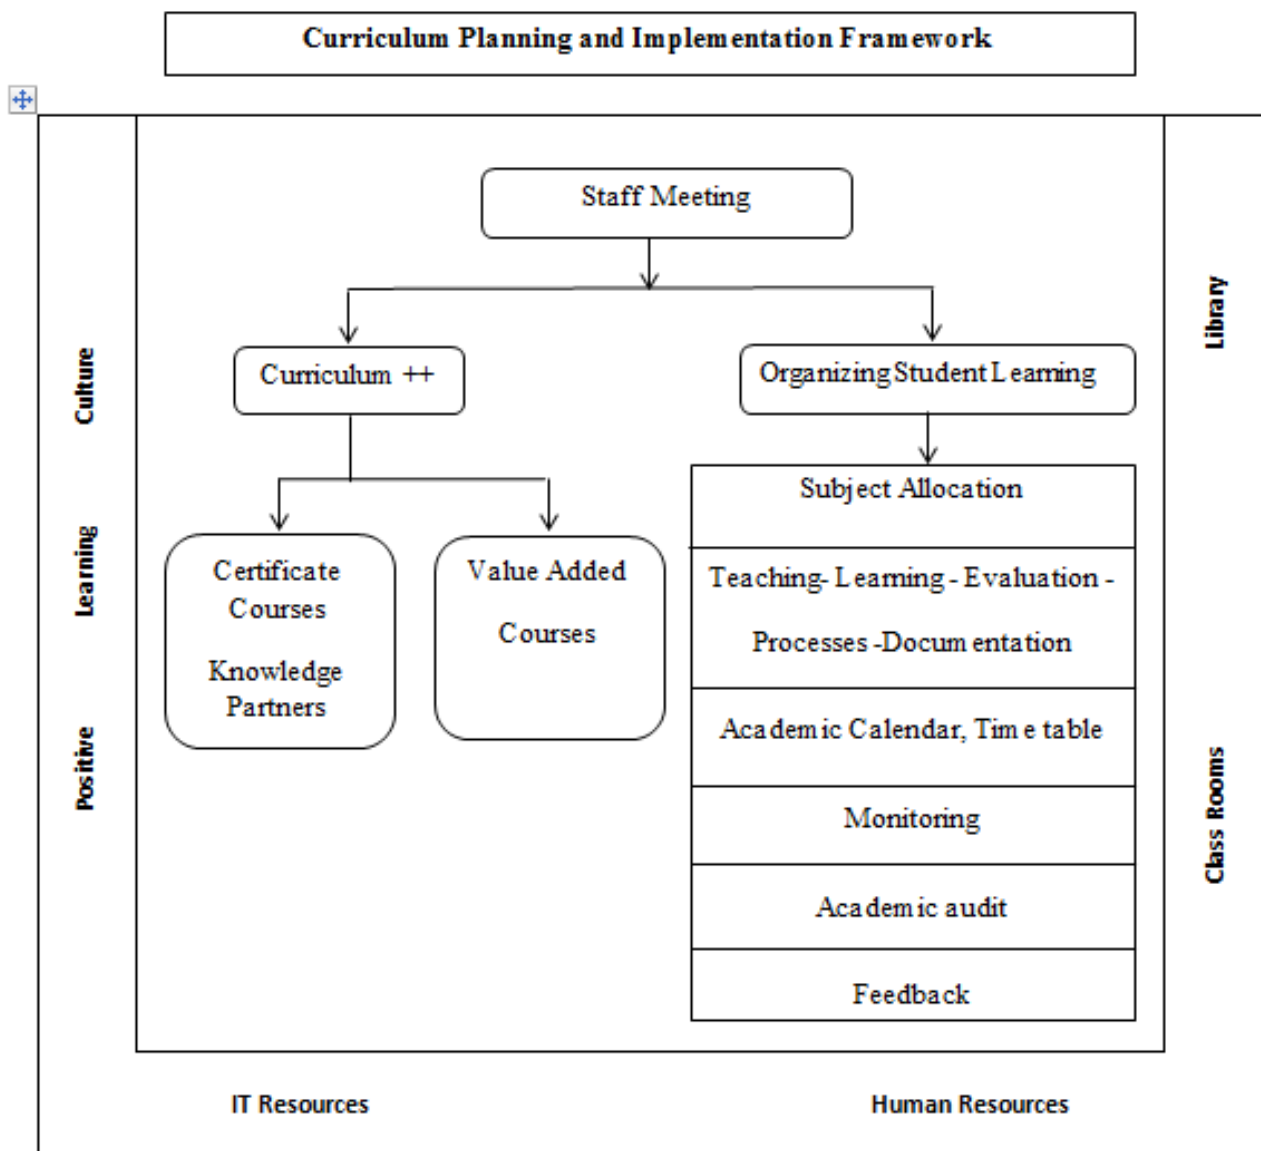 Curriculum Planning and Implementation Framework
Staff Meeting
Curriculum ++
Organizing Student Learning
Certificate
Courses
Knowledge
Partners
Value Added
Courses
Subject Allocation
Teaching- Learning - Evaluation -
Processes -Documentation
Academic Calendar, Time table
Monitoring
Academic audit
Feedback
Positive Learning Culture
Library
Class Rooms
IT Resources
Human Resources